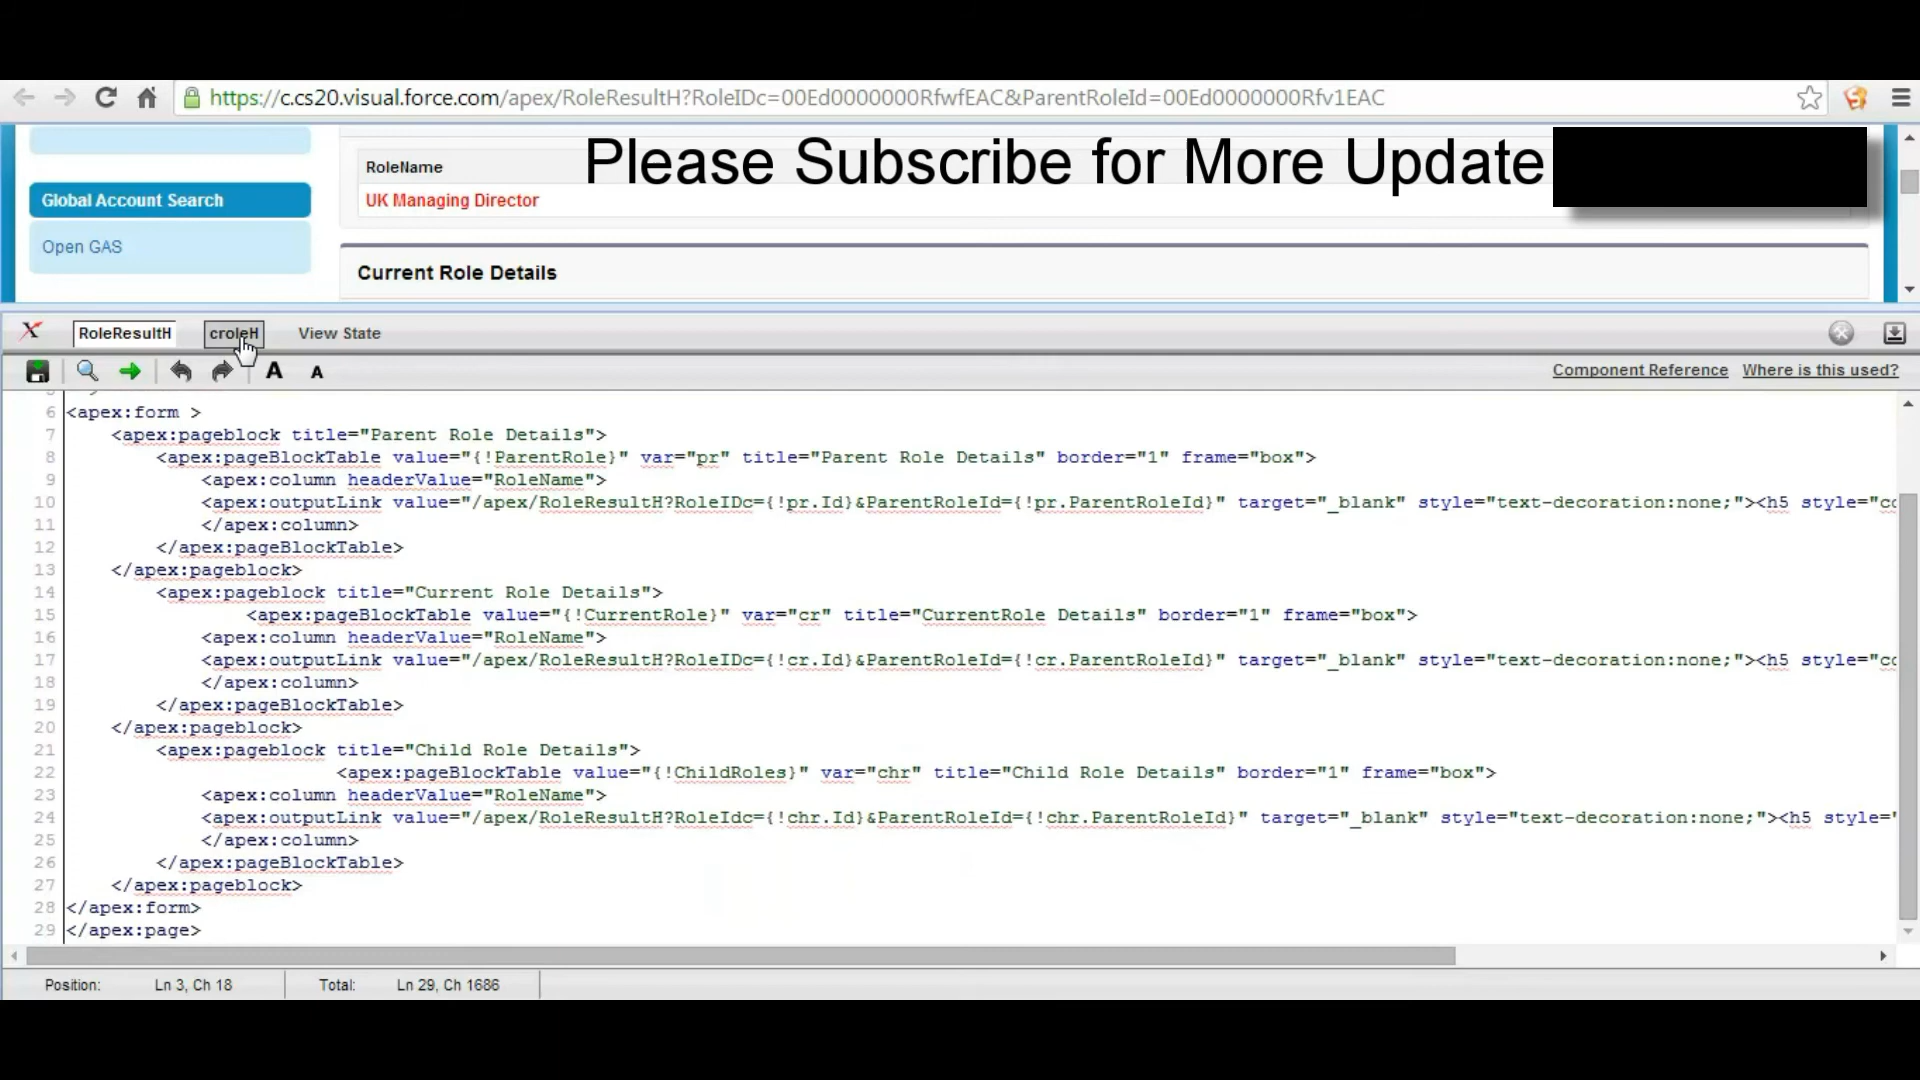 https://c.cs20.visual.force.com/apex/RoleResultH?RoleIDc=00Ed0000000RfwfEAC&ParentRoleId=00Ed0000000Rfv1EAC
Please Subscribe for More Update
RoleName
UK Managing Director
Global Account Search
Open GAS
Current Role Details
RoleResultH croleH View State
A A Component Reference Where is this used?
6 <apex:form >
7 <apex:pageblock title="Parent Role Details">
8 <apex:pageBlockTable value="{!ParentRole}" var="pr" title="Parent Role Details" border="1" frame="box">
9 <apex:column headerValue="RoleName">
10 <apex:outputLink value="/apex/RoleResultH?RoleIDc={!pr.Id}&ParentRoleId={!pr.ParentRoleId}" target="_blank" style="text-decoration:none;"><h5 style="co
11 </apex:column>
12 </apex:pageBlockTable>
13 </apex:pageblock>
14 <apex:pageblock title="Current Role Details">
15 <apex:pageBlockTable value="{!CurrentRole}" var="cr" title="CurrentRole Details" border="1" frame="box">
16 <apex:column headerValue="RoleName">
17 <apex:outputLink value="/apex/RoleResultH?RoleIDc={!cr.Id}&ParentRoleId={!cr.ParentRoleId}" target="_blank" style="text-decoration:none;"><h5 style="co
18 </apex:column>
19 </apex:pageBlockTable>
20 </apex:pageblock>
21 <apex:pageblock title="Child Role Details">
22 <apex:pageBlockTable value="{!ChildRoles}" var="chr" title="Child Role Details" border="1" frame="box">
23 <apex:column headerValue="RoleName">
24 <apex:outputLink value="/apex/RoleResultH?RoleIdc={!chr.Id}&ParentRoleId={!chr.ParentRoleId}" target="_blank" style="text-decoration:none;"><h5 style="
25 </apex:column>
26 </apex:pageBlockTable>
27 </apex:pageblock>
28 </apex:form>
29 </apex:page>
Position: Ln 3, Ch 18 Total: Ln 29, Ch 1686